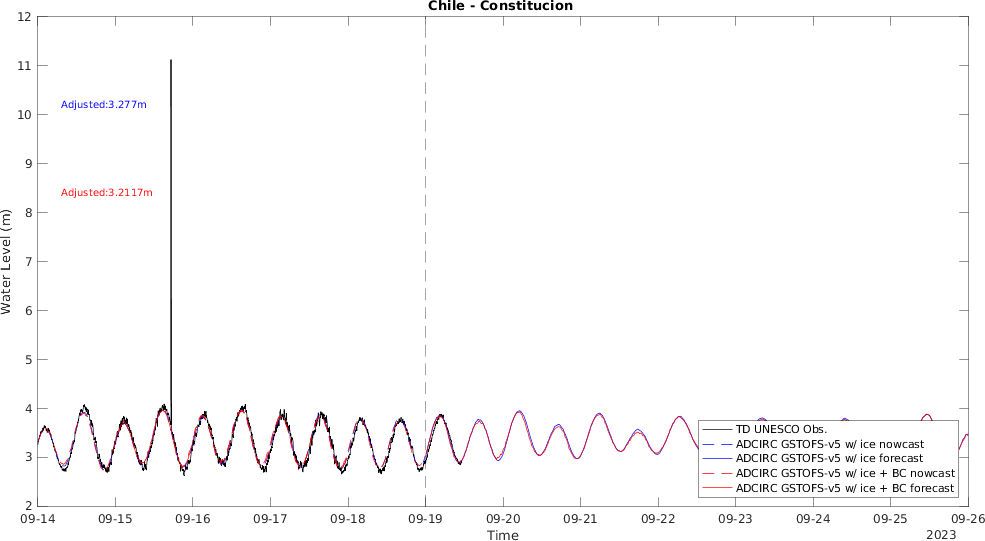 Chile - Constitucion
12
11
10
9
8
7
6
5
4
3
2
Water Level (m)
Adjusted:3.277m
Adjusted:3.2117m
TD UNESCO Obs.
ADCIRC GSTOFS-v5 w/ ice nowcast
ADCIRC GSTOFS-v5 w/ ice forecast
ADCIRC GSTOFS-v5 w/ ice + BC nowcast
ADCIRC GSTOFS-v5 w/ ice + BC forecast
09-14 09-15 09-16 09-17 09-18 09-19 09-20 09-21 09-22 09-23 09-24 09-25 09-26
Time
2023